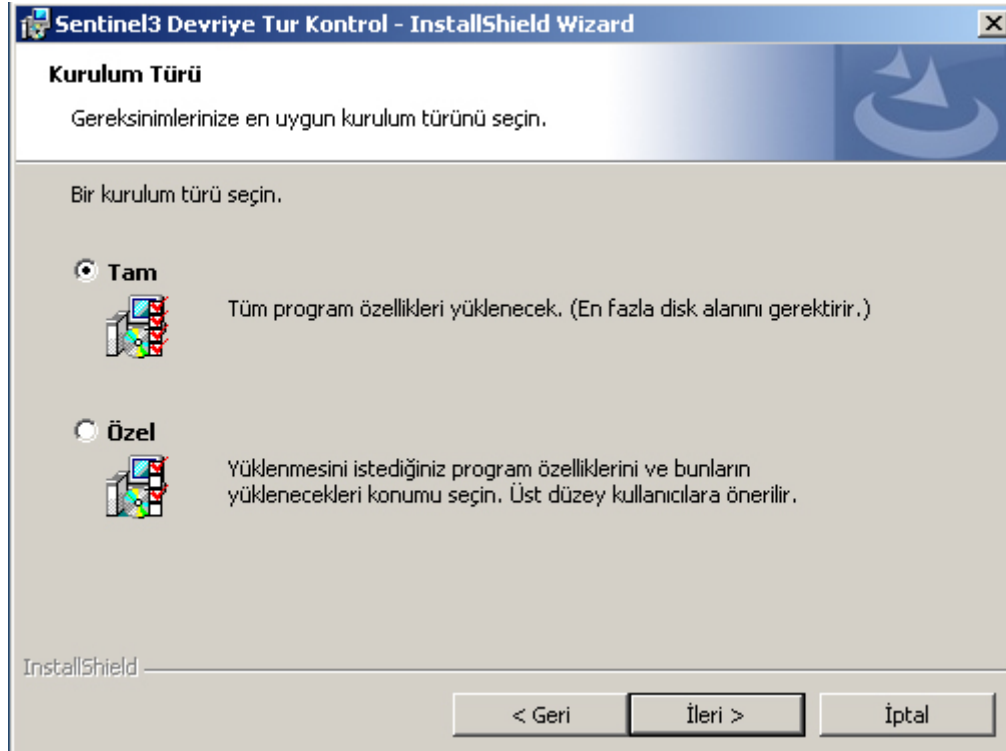 Sentinel3 Devriye Tur Kontrol - InstallShield Wizard
Kurulum Türü
Gereksinimlerinize en uygun kurulum türünü seçin.
Bir kurulum türü seçin.
Tam
Tüm program özellikleri yüklenecek. (En fazla disk alanını gerektirir.)
Özel
Yüklenmesini istediğiniz program özelliklerini ve bunların
yüklenecekleri konumu seçin. Üst düzey kullanıcılara önerilir.
InstallShield
< Geri
İleri >
İptal